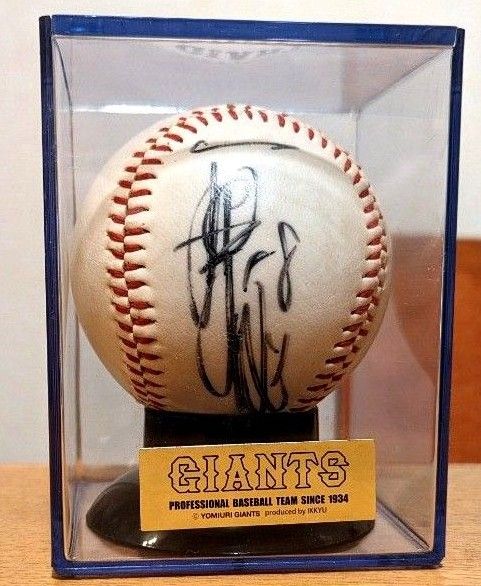 GIANTS
PROFESSIONAL BASEBALL TEAM SINCE 1934
© YOMIURI GIANTS produced by IKKYU